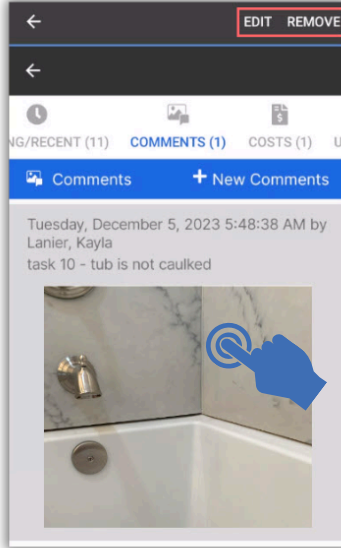 EDIT REMOVE
NG/RECENT (11) COMMENTS (1) COSTS (1) U
Comments + New Comments
Tuesday, December 5, 2023 5:48:38 AM by
Lanier, Kayla
task 10 - tub is not caulked